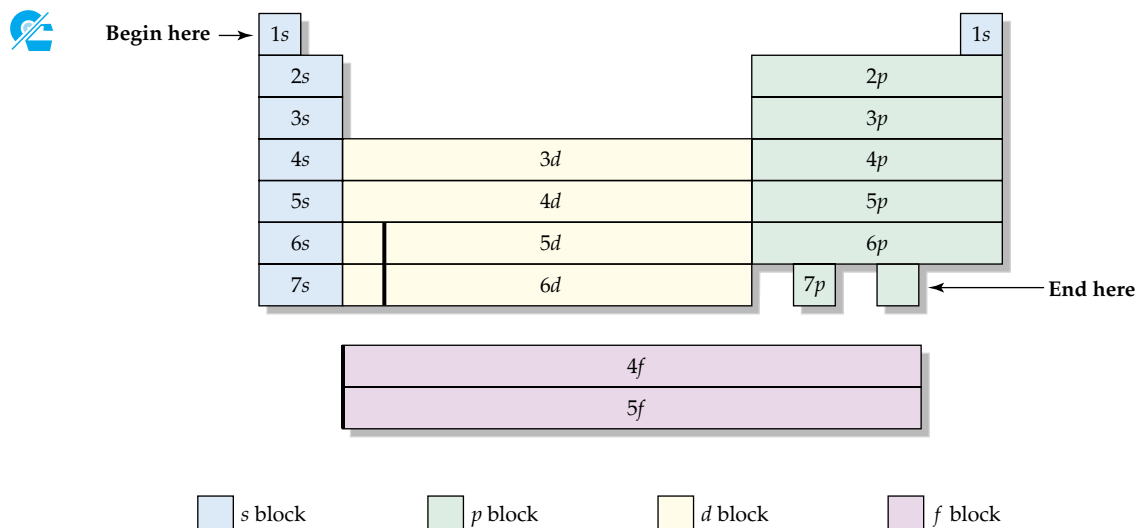 Begin here 1s 1s
2s 2p
3s 3p
4s 3d 4p
5s 4d 5p
6s 5d 6p
7s 6d 7p End here
4f
5f
s block p block d block f block